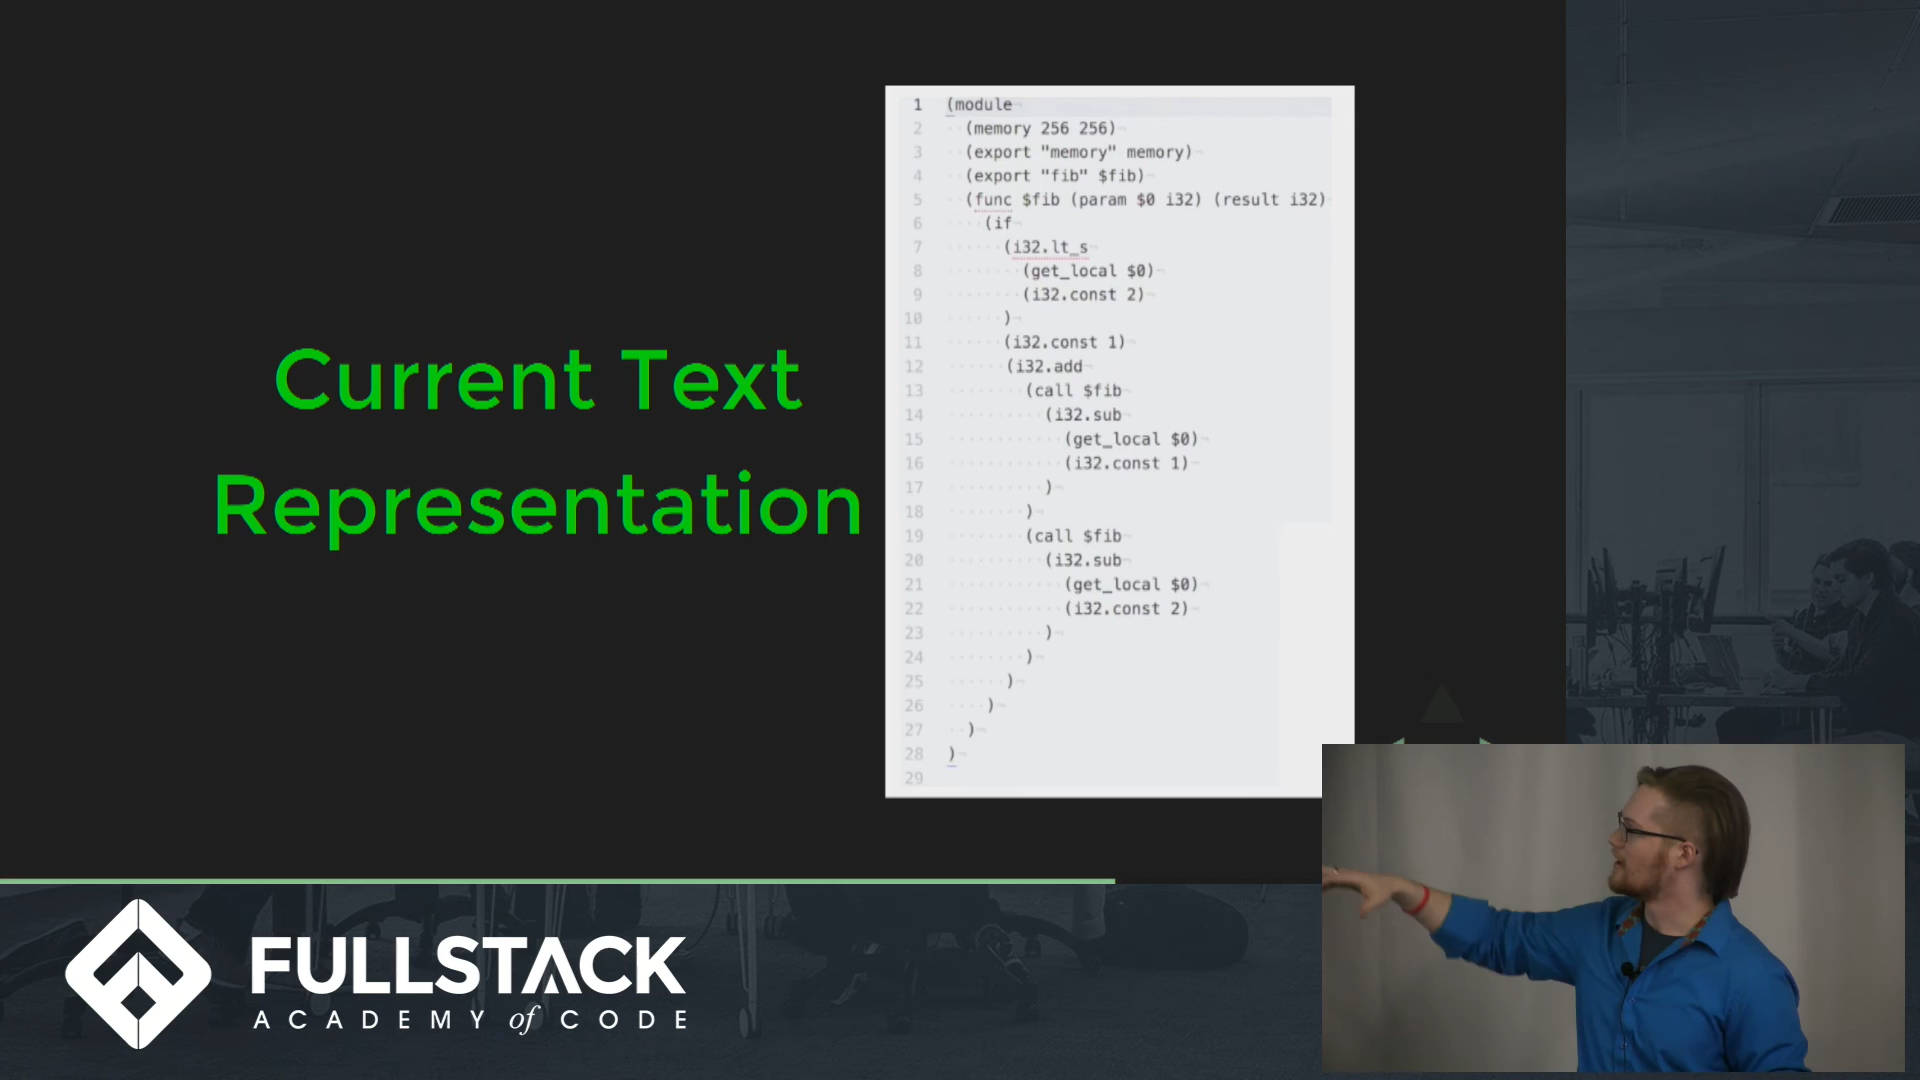 Current Text
Representation
1 (module
2 (memory 256 256)
3 (export "memory" memory)
4 (export "fib" $fib)
5 (func $fib (param $0 i32) (result i32)
6 (if
7 (i32.lt_s
8 (get_local $0)
9 (i32.const 2)
10 )
11 (i32.const 1)
12 (i32.add
13 (call $fib
14 (i32.sub
15 (get_local $0)
16 (i32.const 1)
17 )
18 )
19 (call $fib
20 (i32.sub
21 (get_local $0)
22 (i32.const 2)
23 )
24 )
25 )
26 )
27 )
28 )
29
FULLSTACK
ACADEMY of CODE